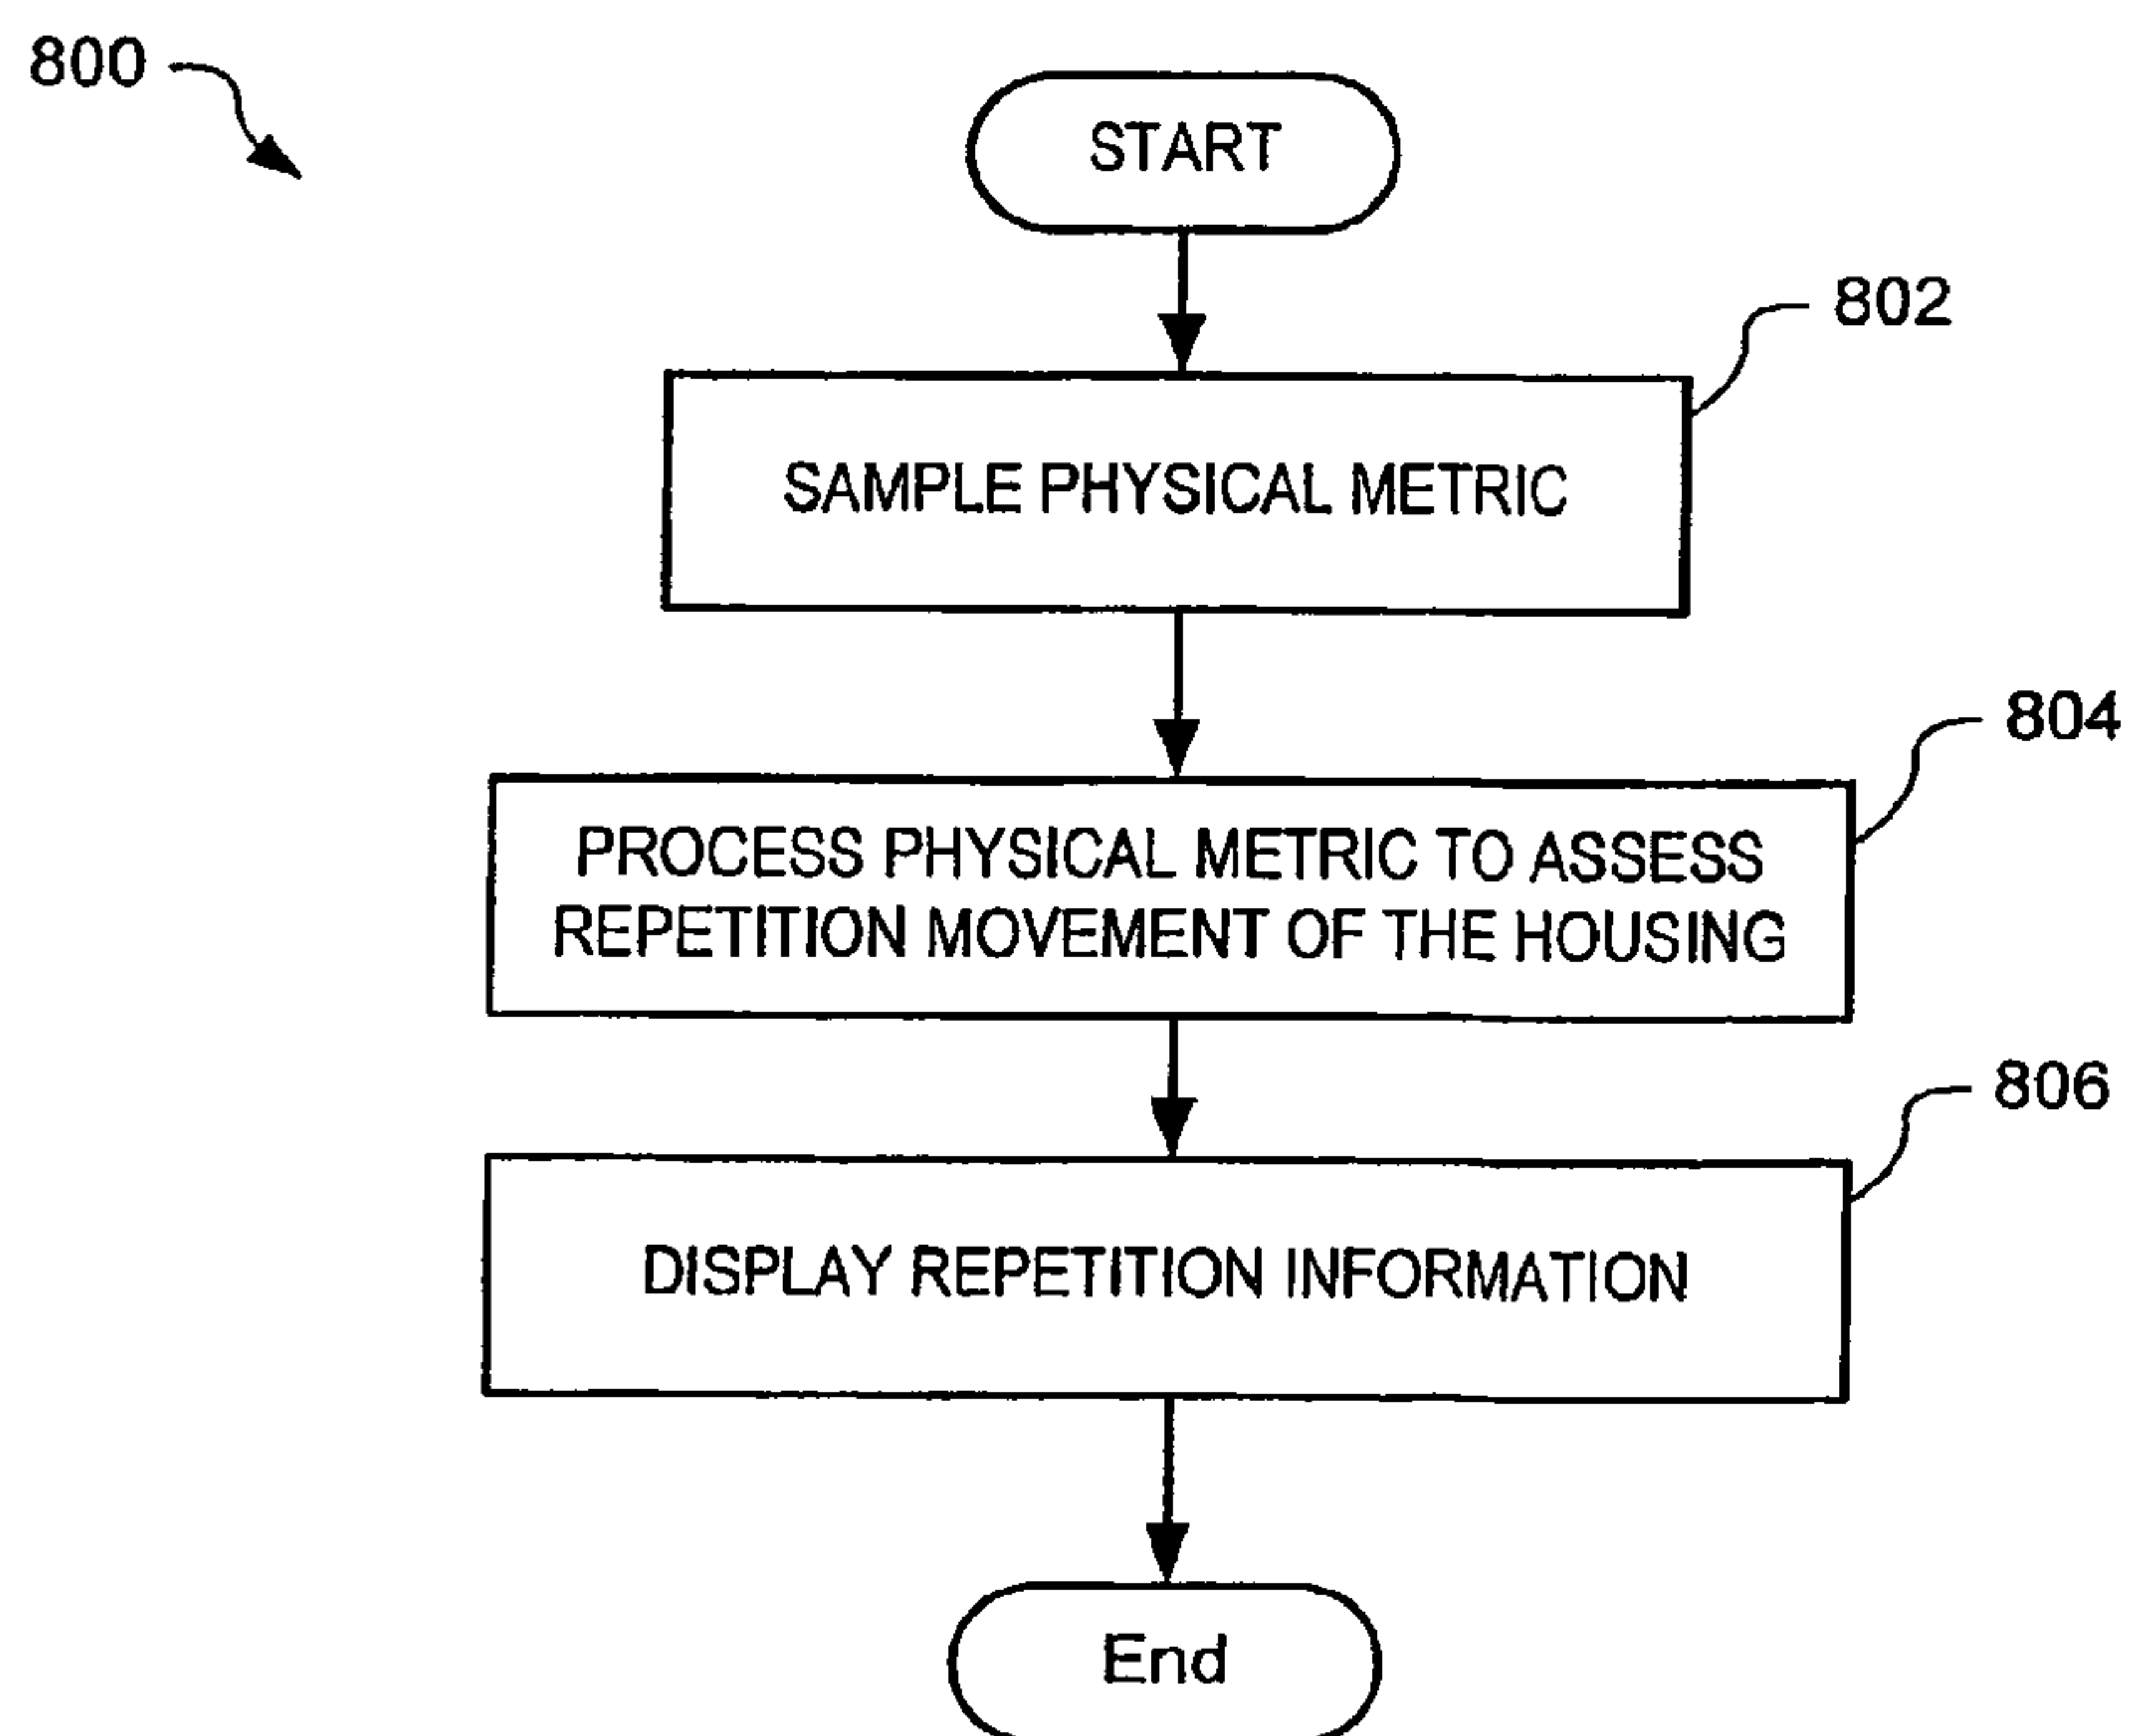 800
START
802
SAMPLE PHYSICAL METRIC
804
PROCESS PHYSICAL METRIC TO ASSESS
REPETITION MOVEMENT OF THE HOUSING
806
DISPLAY REPETITION INFORMATION
End